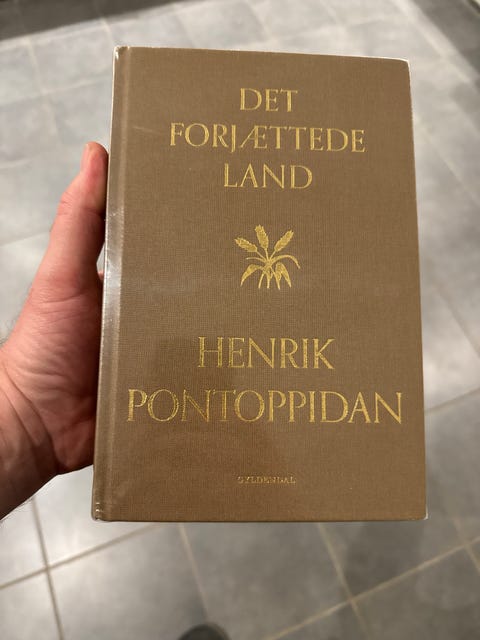 DET
FORJÆTTEDE
LAND
HENRIK
PONTOPPIDAN
GYLDENDAL